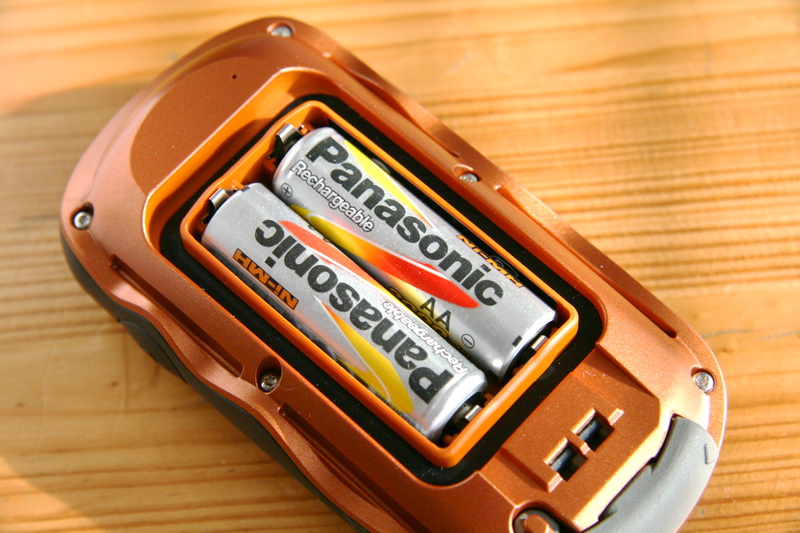 Panasonic
Rechargeable
Ni-MH
AA
Panasonic
Rechargeable
Ni-MH